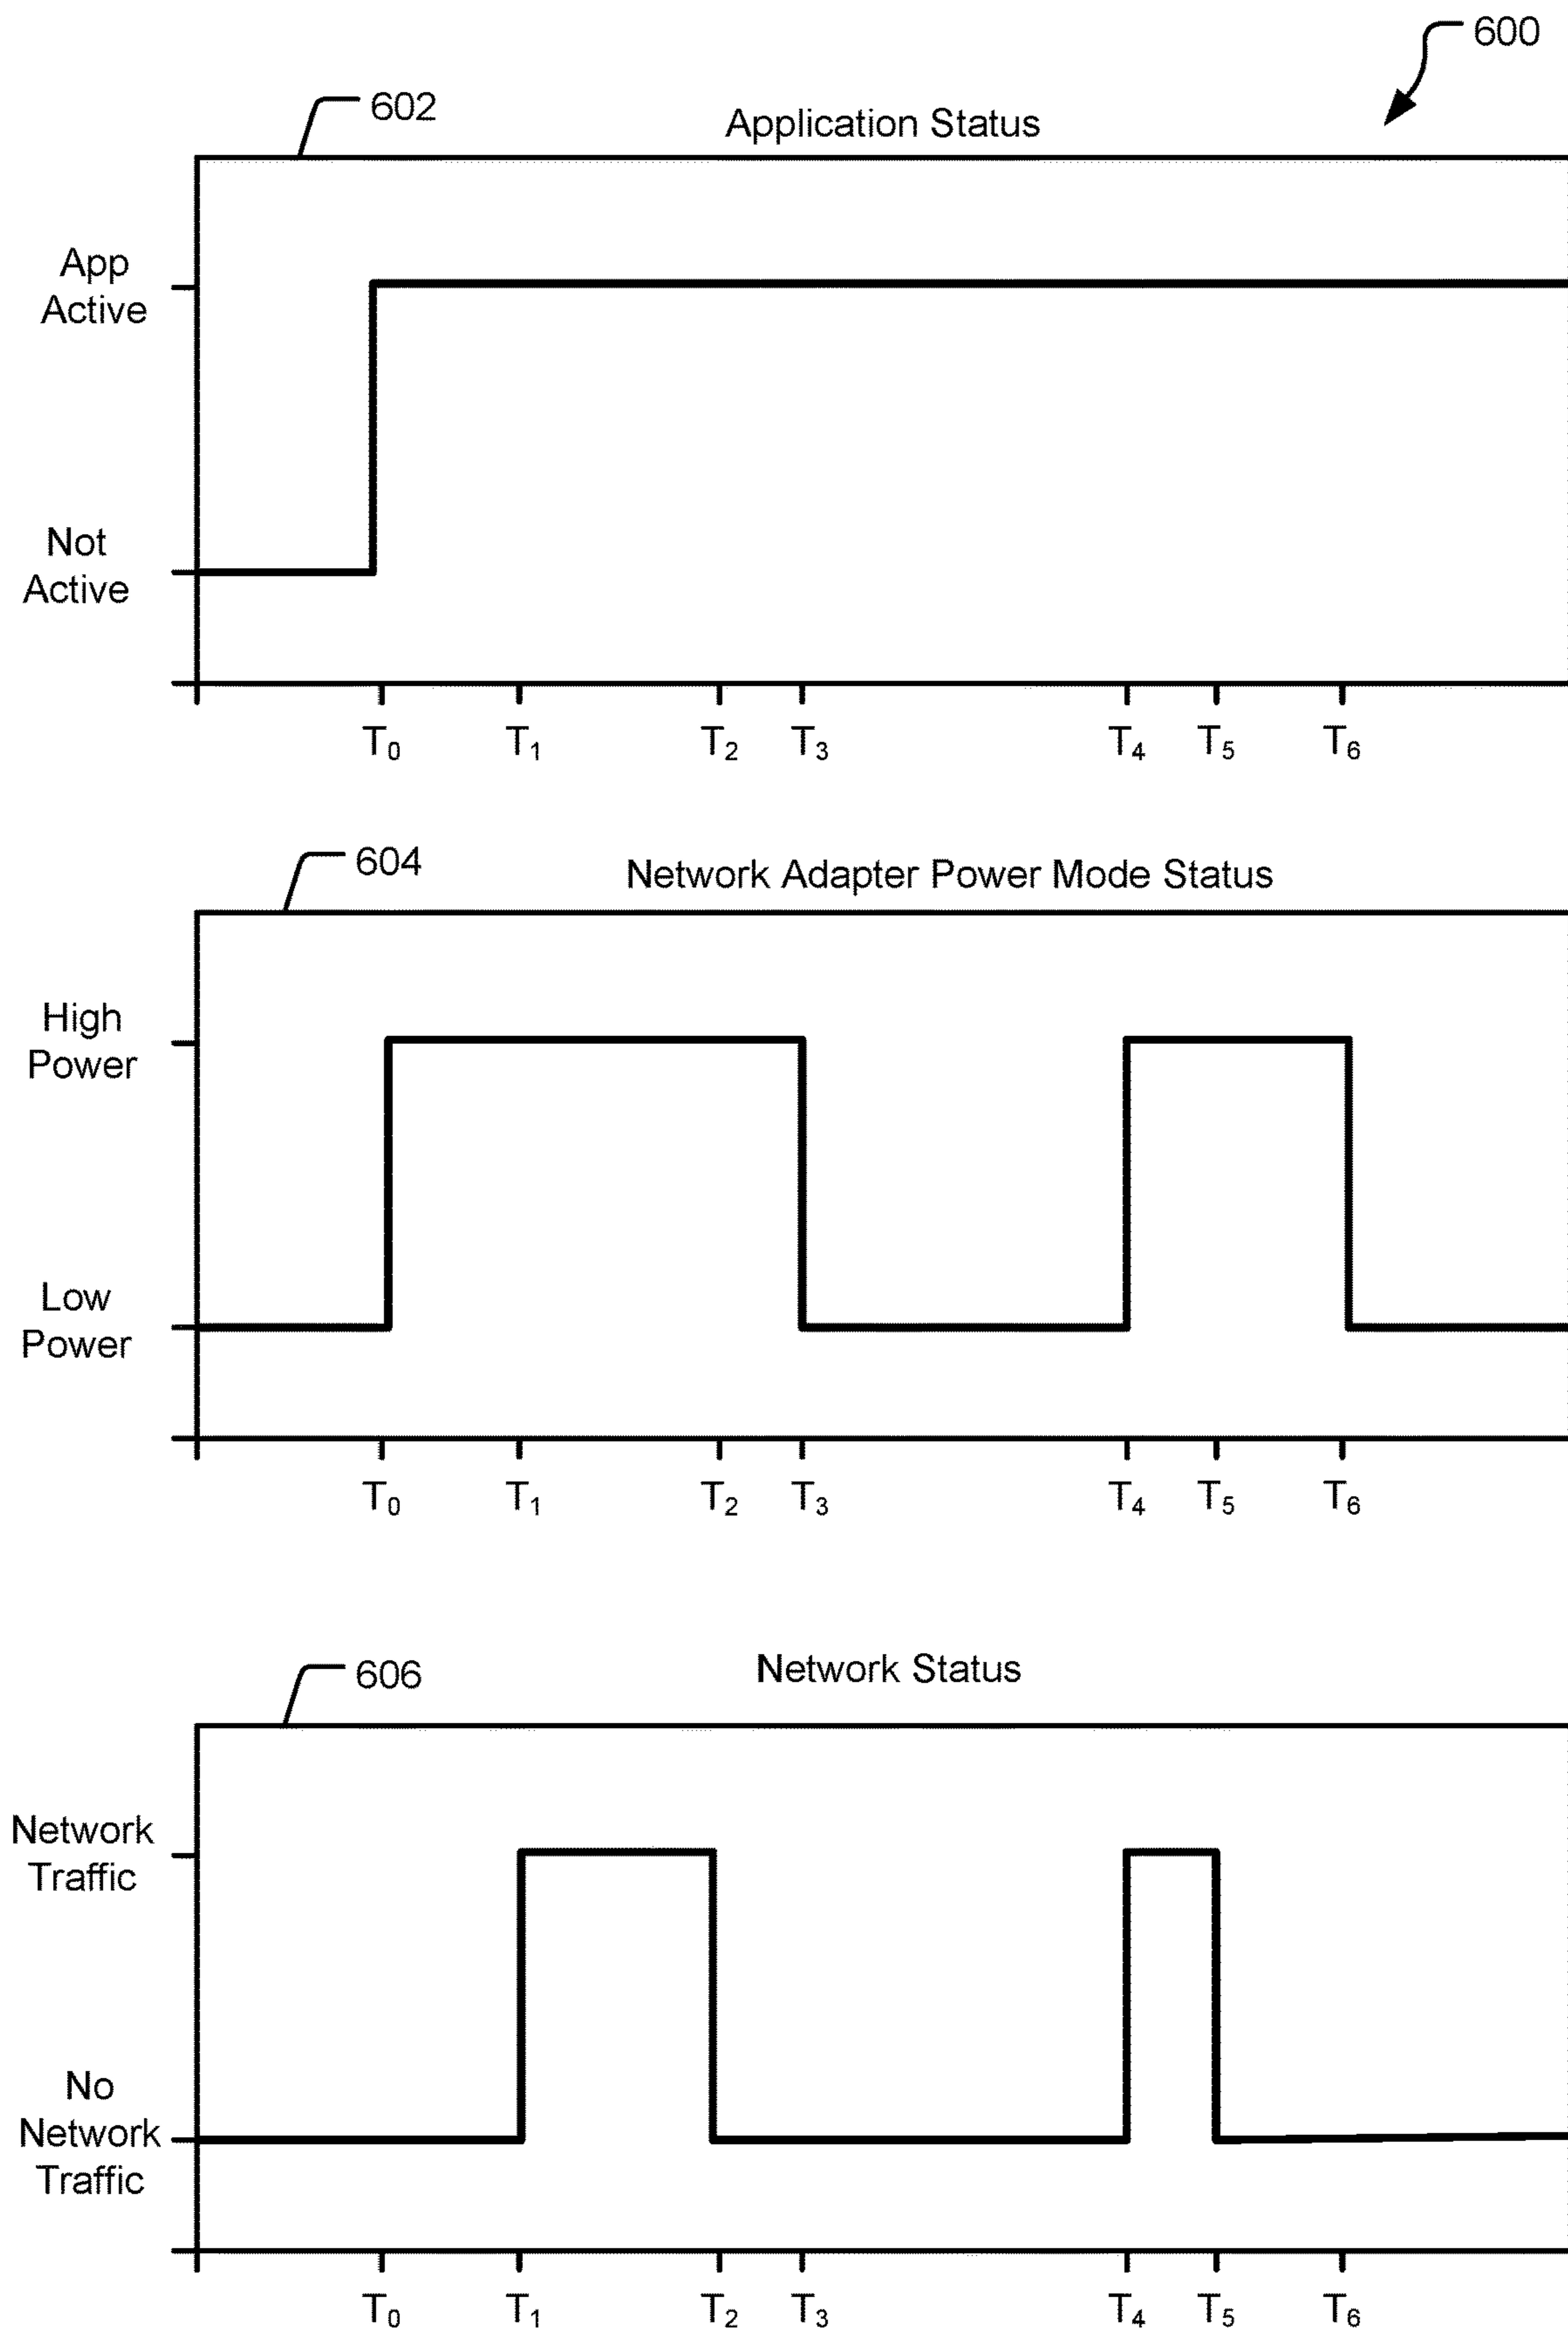 600
602
Application Status
App
Active
Not
Active
T0 T1 T2 T3 T4 T5 T6
604
Network Adapter Power Mode Status
High
Power
Low
Power
T0 T1 T2 T3 T4 T5 T6
606
Network Status
Network
Traffic
No
Network
Traffic
T0 T1 T2 T3 T4 T5 T6